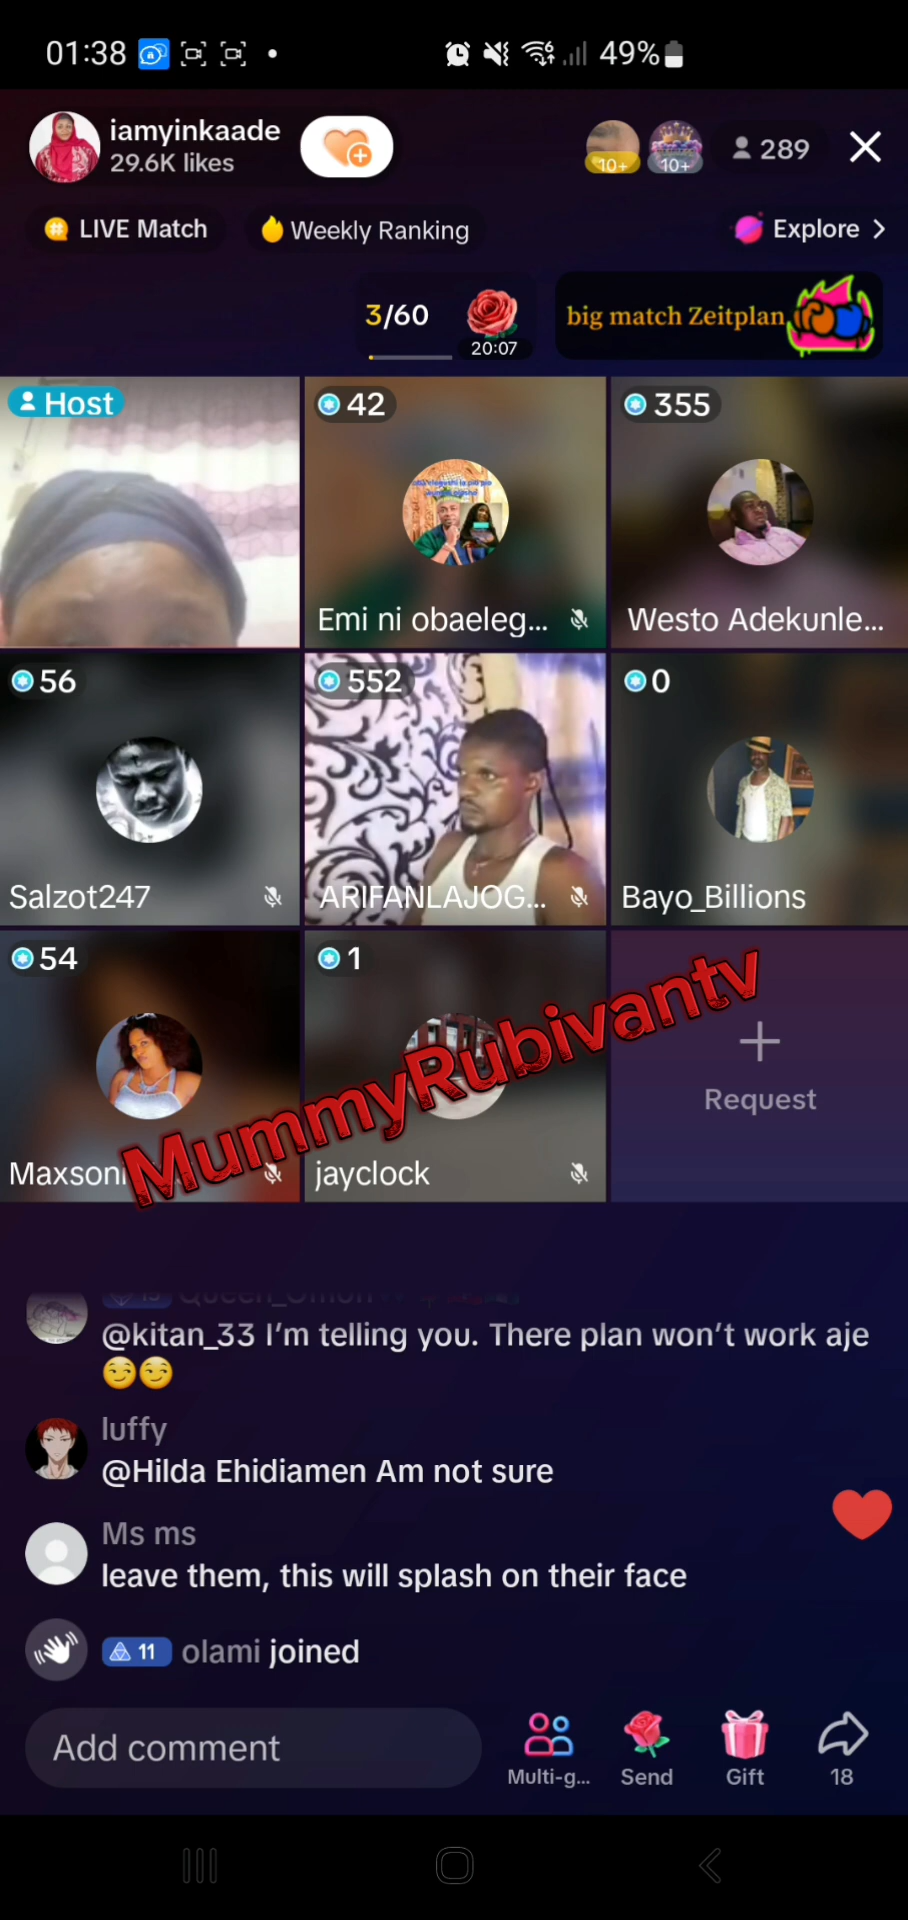 01:38
49%
iamyinkaade
29.6K likes
10+
10+
289
LIVE Match
Weekly Ranking
Explore
3/60
20:07
big match Zeitplan
Host
42
355
Emi ni obaeleg...
Westo Adekunle...
56
552
0
Salzot247
ARIFANLAJOG...
Bayo_Billions
54
1
MummyRubivantv
Request
jayclock
@kitan_33 I'm telling you. There plan won't work aje
😏😏
luffy
@Hilda Ehidiamen Am not sure
Ms ms
leave them, this will splash on their face
11 olami joined
Add comment
Multi-g...
Send
Gift
18